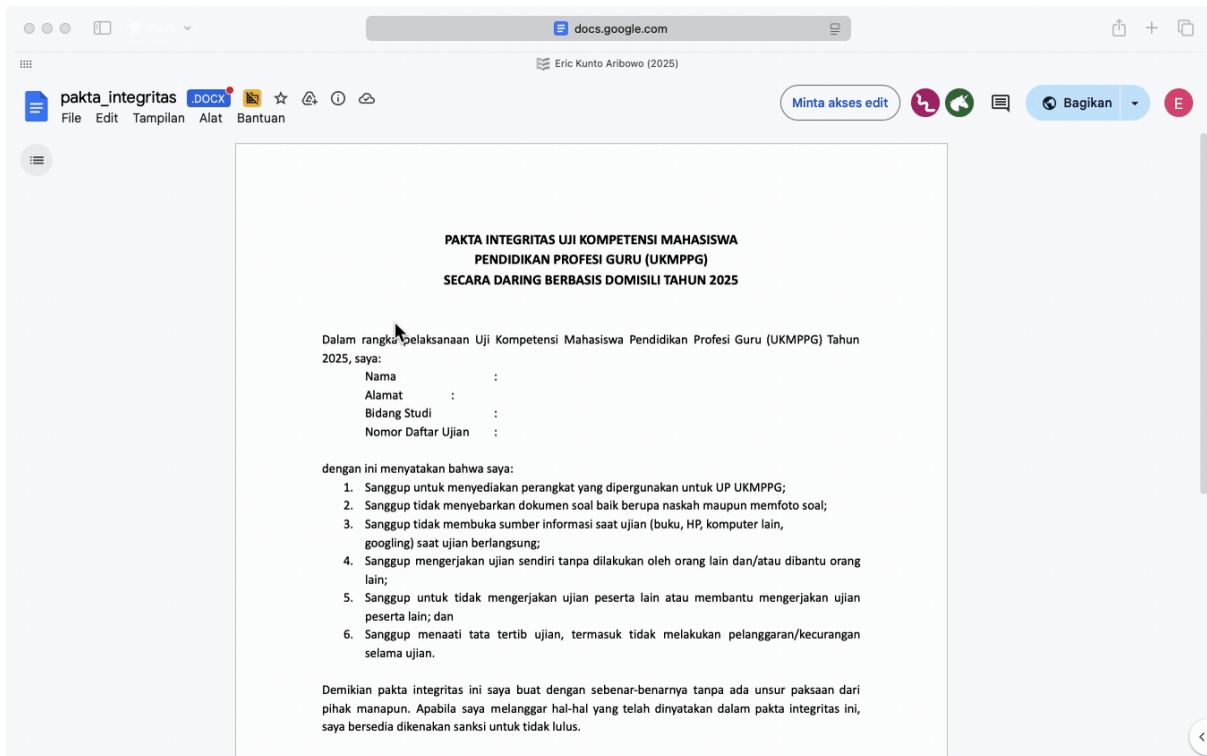 docs.google.com
Eric Kunto Aribowo (2025)
pakta_integritas .DOCX
File Edit Tampilan Alat Bantuan
Minta akses edit
Bagikan
E
PAKTA INTEGRITAS UJI KOMPETENSI MAHASISWA
PENDIDIKAN PROFESI GURU (UKMPPG)
SECARA DARING BERBASIS DOMISILI TAHUN 2025
Dalam rangka pelaksanaan Uji Kompetensi Mahasiswa Pendidikan Profesi Guru (UKMPPG) Tahun
2025, saya:
Nama :
Alamat :
Bidang Studi :
Nomor Daftar Ujian :
dengan ini menyatakan bahwa saya:
1. Sanggup untuk menyediakan perangkat yang dipergunakan untuk UP UKMPPG;
2. Sanggup tidak menyebarkan dokumen soal baik berupa naskah maupun memfoto soal;
3. Sanggup tidak membuka sumber informasi saat ujian (buku, HP, komputer lain,
googling) saat ujian berlangsung;
4. Sanggup mengerjakan ujian sendiri tanpa dilakukan oleh orang lain dan/atau dibantu orang
lain;
5. Sanggup untuk tidak mengerjakan ujian peserta lain atau membantu mengerjakan ujian
peserta lain; dan
6. Sanggup menaati tata tertib ujian, termasuk tidak melakukan pelanggaran/kecurangan
selama ujian.
Demikian pakta integritas ini saya buat dengan sebenar-benarnya tanpa ada unsur paksaan dari
pihak manapun. Apabila saya melanggar hal-hal yang telah dinyatakan dalam pakta integritas ini,
saya bersedia dikenakan sanksi untuk tidak lulus.